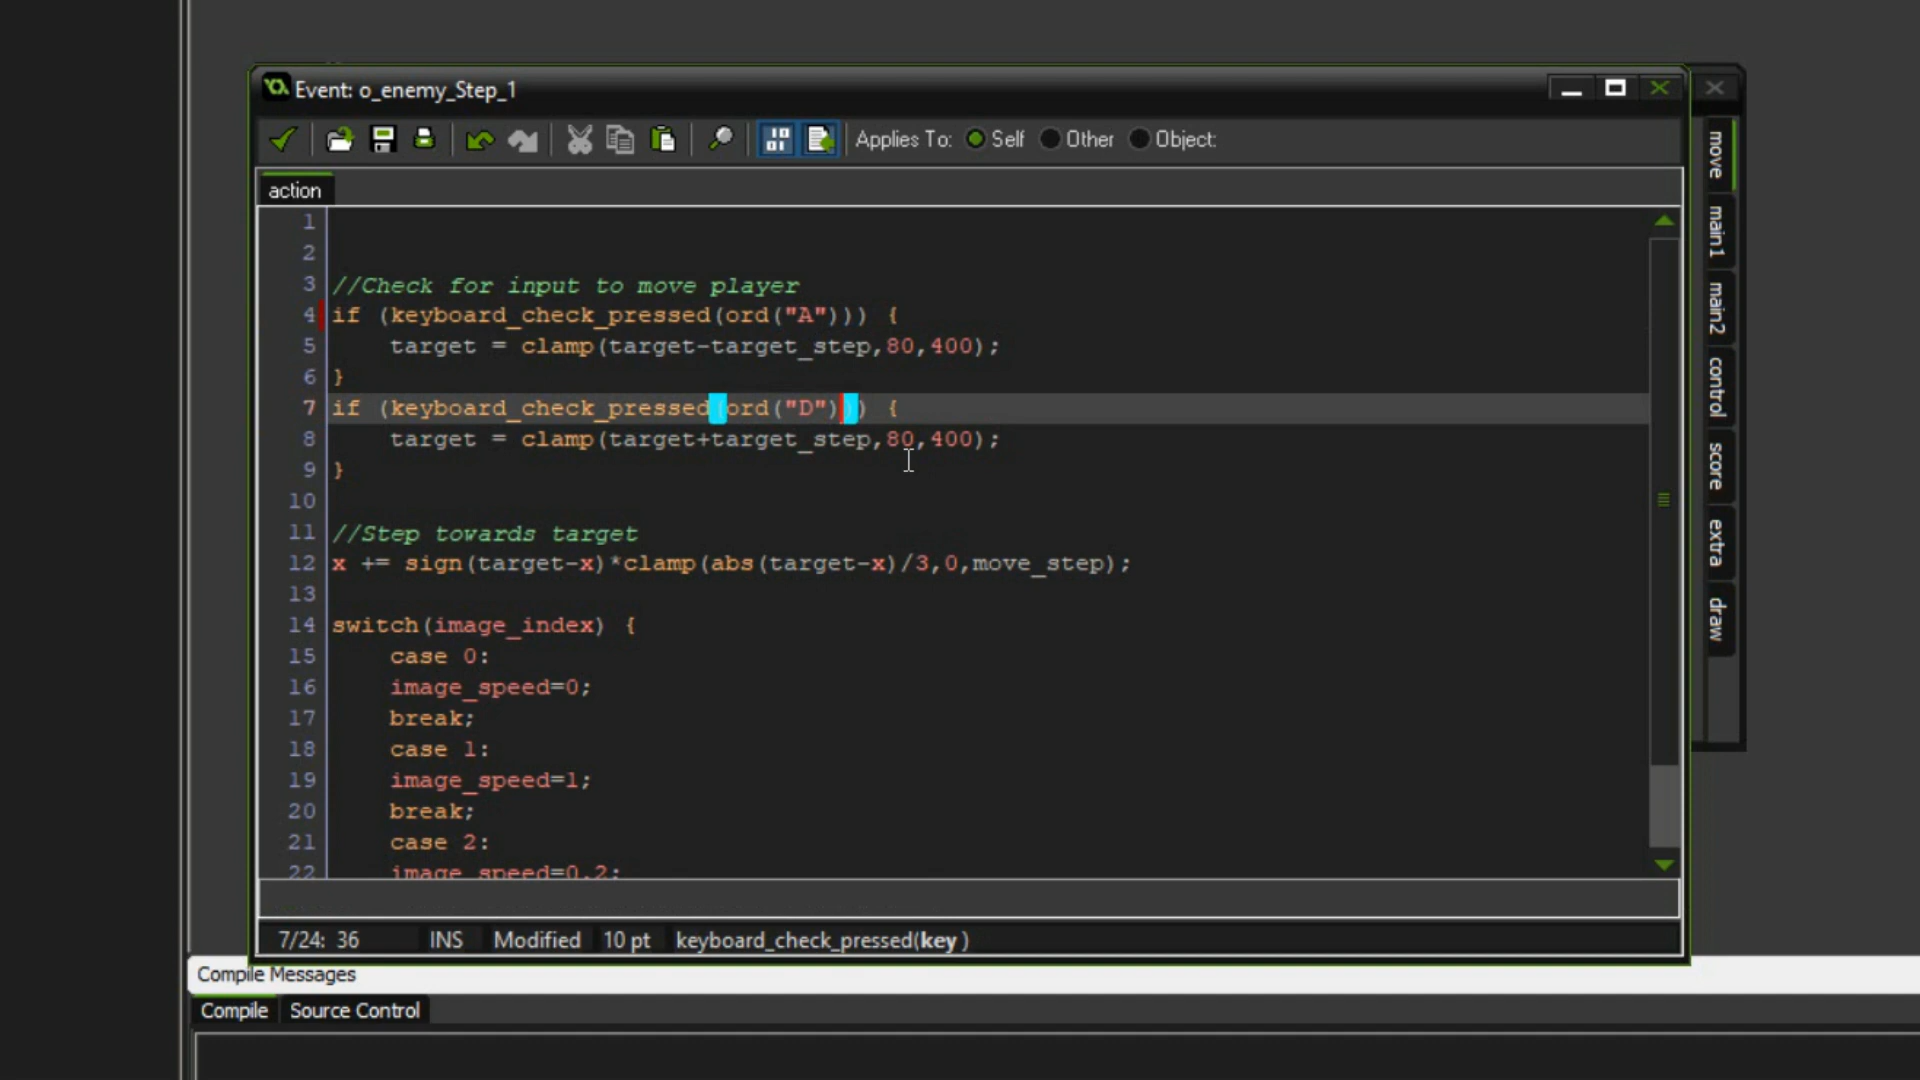 Event: o_enemy_Step_1
Applies To: Self Other Object:
action
1
2
3 //Check for input to move player
4 if (keyboard_check_pressed(ord("A"))) {
5 target = clamp(target-target_step,80,400);
6 }
7 if (keyboard_check_pressed(ord("D"))) {
8 target = clamp(target+target_step,80,400);
9 }
10
11 //Step towards target
12 x += sign(target-x)*clamp(abs(target-x)/3,0,move_step);
13
14 switch(image_index) {
15 case 0:
16 image_speed=0;
17 break;
18 case 1:
19 image_speed=1;
20 break;
21 case 2:
22 image_speed=0.2;
7/24: 36 INS Modified 10 pt keyboard_check_pressed(key )
move
main1
main2
control
score
extra
draw
Compile Messages
Compile Source Control